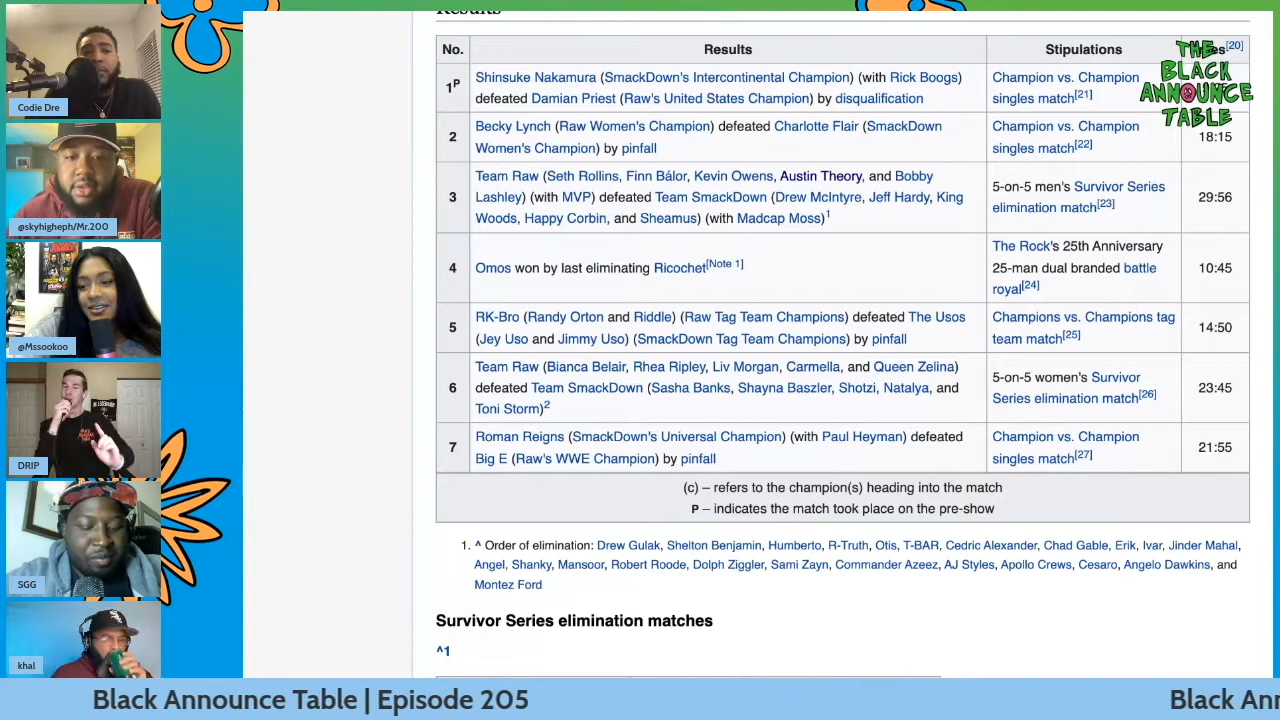 Results
No. Results Stipulations es[20]
1P Shinsuke Nakamura (SmackDown's Intercontinental Champion) (with Rick Boogs)
defeated Damian Priest (Raw's United States Champion) by disqualification
Champion vs. Champion
singles match[21]
2 Becky Lynch (Raw Women's Champion) defeated Charlotte Flair (SmackDown
Women's Champion) by pinfall
Champion vs. Champion
singles match[22]
18:15
3 Team Raw (Seth Rollins, Finn Bálor, Kevin Owens, Austin Theory, and Bobby
Lashley) (with MVP) defeated Team SmackDown (Drew McIntyre, Jeff Hardy, King
Woods, Happy Corbin, and Sheamus) (with Madcap Moss)1
5-on-5 men's Survivor Series
elimination match[23]
29:56
4 Omos won by last eliminating Ricochet[Note 1]
The Rock's 25th Anniversary
25-man dual branded battle
royal[24]
10:45
5 RK-Bro (Randy Orton and Riddle) (Raw Tag Team Champions) defeated The Usos
(Jey Uso and Jimmy Uso) (SmackDown Tag Team Champions) by pinfall
Champions vs. Champions tag
team match[25]
14:50
6 Team Raw (Bianca Belair, Rhea Ripley, Liv Morgan, Carmella, and Queen Zelina)
defeated Team SmackDown (Sasha Banks, Shayna Baszler, Shotzi, Natalya, and
Toni Storm)2
5-on-5 women's Survivor
Series elimination match[26]
23:45
7 Roman Reigns (SmackDown's Universal Champion) (with Paul Heyman) defeated
Big E (Raw's WWE Champion) by pinfall
Champion vs. Champion
singles match[27]
21:55
(c) – refers to the champion(s) heading into the match
P – indicates the match took place on the pre-show
1. ^ Order of elimination: Drew Gulak, Shelton Benjamin, Humberto, R-Truth, Otis, T-BAR, Cedric Alexander, Chad Gable, Erik, Ivar, Jinder Mahal,
Angel, Shanky, Mansoor, Robert Roode, Dolph Ziggler, Sami Zayn, Commander Azeez, AJ Styles, Apollo Crews, Cesaro, Angelo Dawkins, and
Montez Ford
Survivor Series elimination matches
^1
THE
BLACK
ANNOUNCE
TABLE
Codie Dre
@skyhigheph/Mr.200
@Mssookoo
DRIP
SGG
khal
Black Announce Table | Episode 205
Black Ann